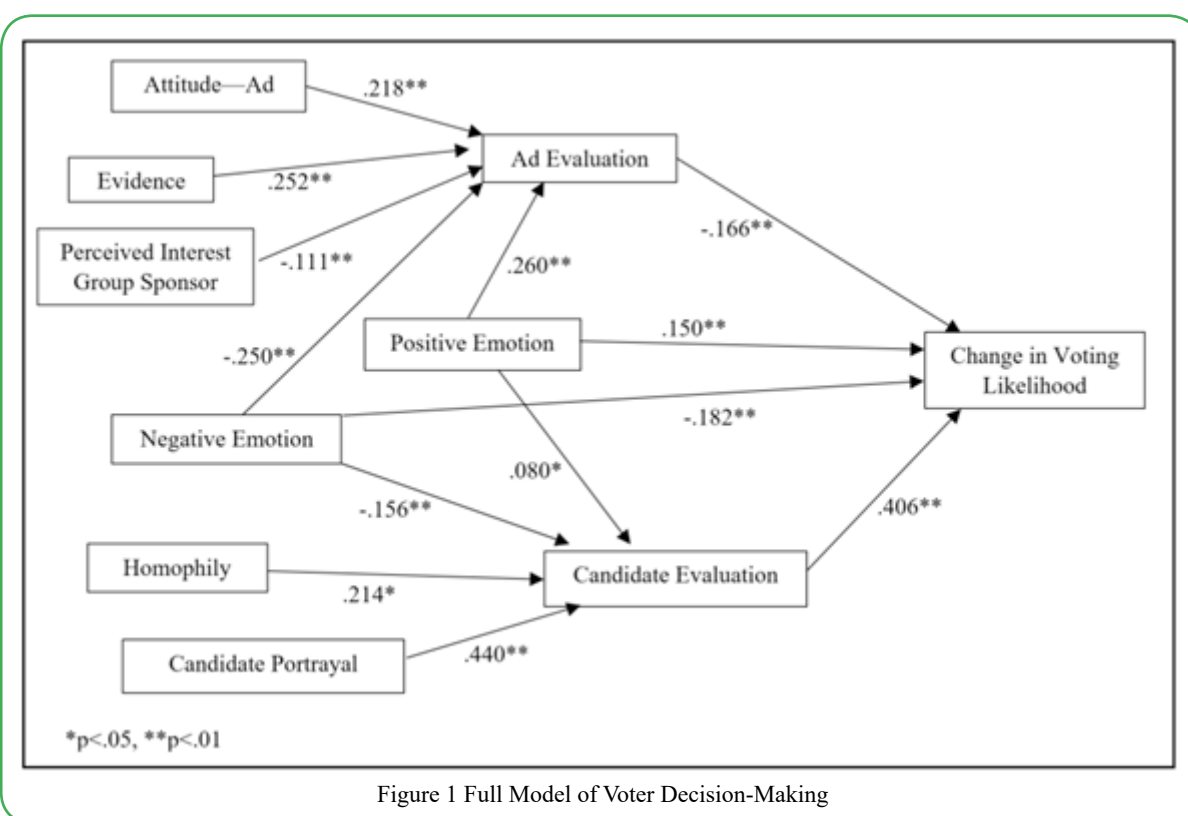 Attitude—Ad
.218**
Ad Evaluation
Evidence
.252**
Perceived Interest
Group Sponsor
-.111**
-.166**
.260**
Positive Emotion
.150**
Change in Voting
Likelihood
-.250**
Negative Emotion
-.182**
.080*
-.156**
.406**
Homophily
.214*
Candidate Evaluation
Candidate Portrayal
.440**
*p<.05, **p<.01
Figure 1 Full Model of Voter Decision-Making